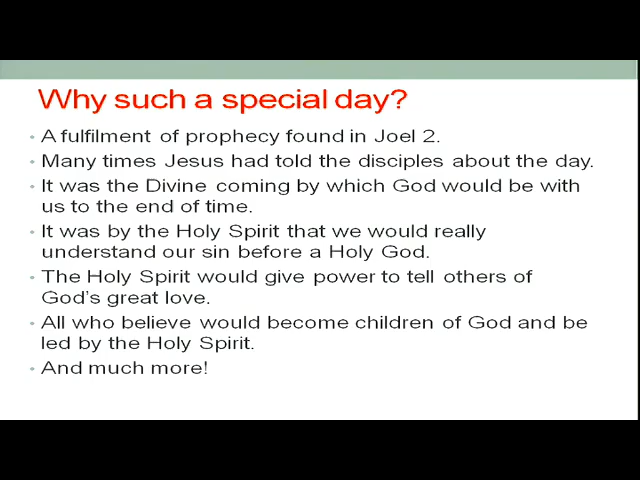 Why such a special day?
• A fulfilment of prophecy found in Joel 2.
• Many times Jesus had told the disciples about the day.
• It was the Divine coming by which God would be with
us to the end of time.
• It was by the Holy Spirit that we would really
understand our sin before a Holy God.
• The Holy Spirit would give power to tell others of
God's great love.
• All who believe would become children of God and be
led by the Holy Spirit.
• And much more!